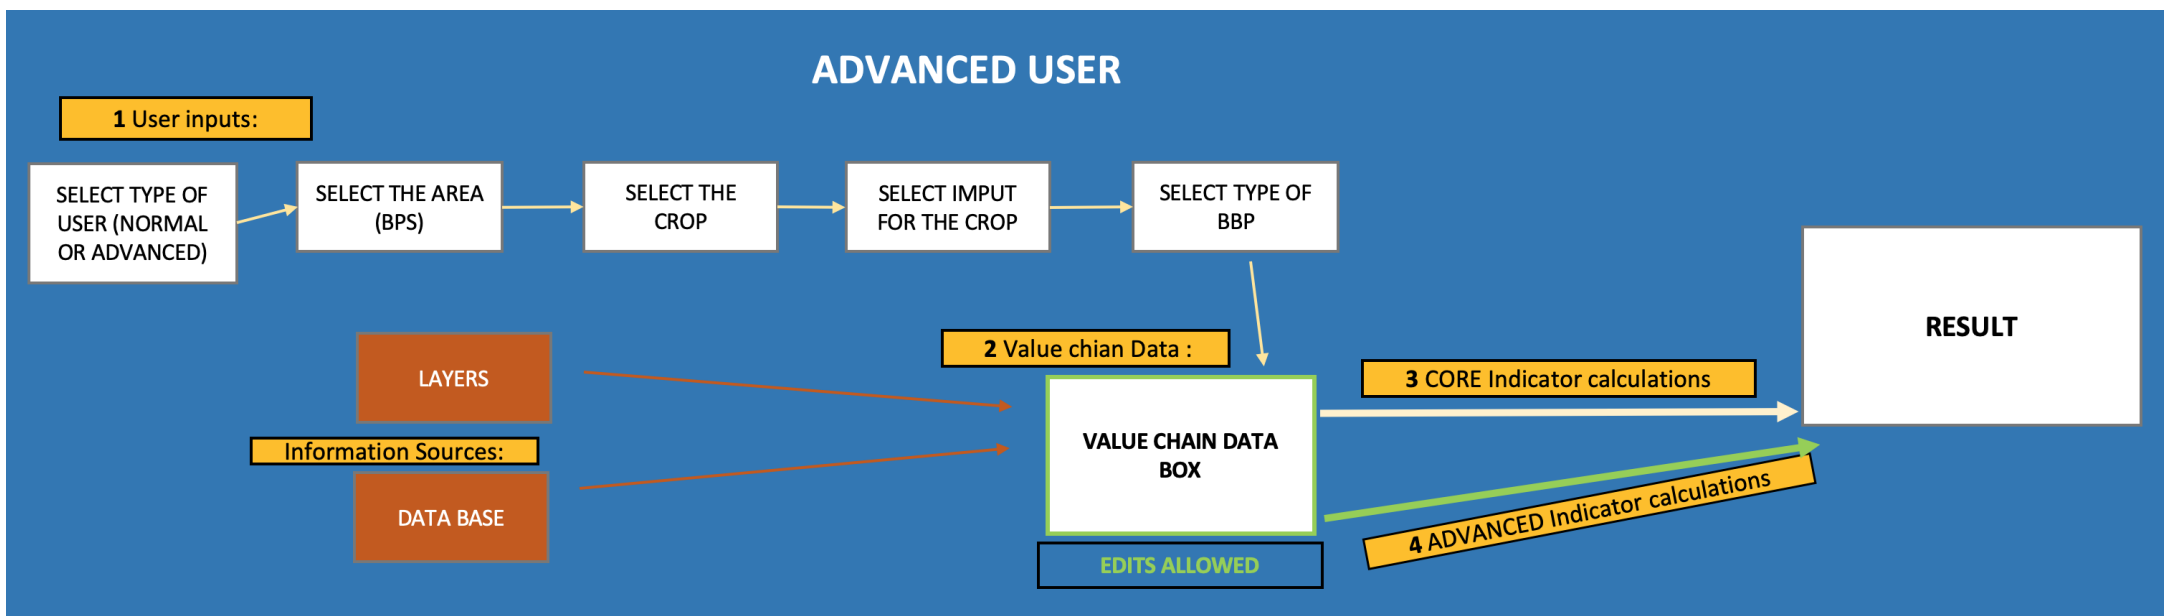 ADVANCED USER
1 User inputs:
SELECT TYPE OF
USER (NORMAL
OR ADVANCED)
SELECT THE AREA
(BPS)
SELECT THE
CROP
SELECT IMPUT
FOR THE CROP
SELECT TYPE OF
BBP
RESULT
LAYERS
Information Sources:
DATA BASE
2 Value chian Data :
VALUE CHAIN DATA
BOX
EDITS ALLOWED
3 CORE Indicator calculations
4 ADVANCED Indicator calculations